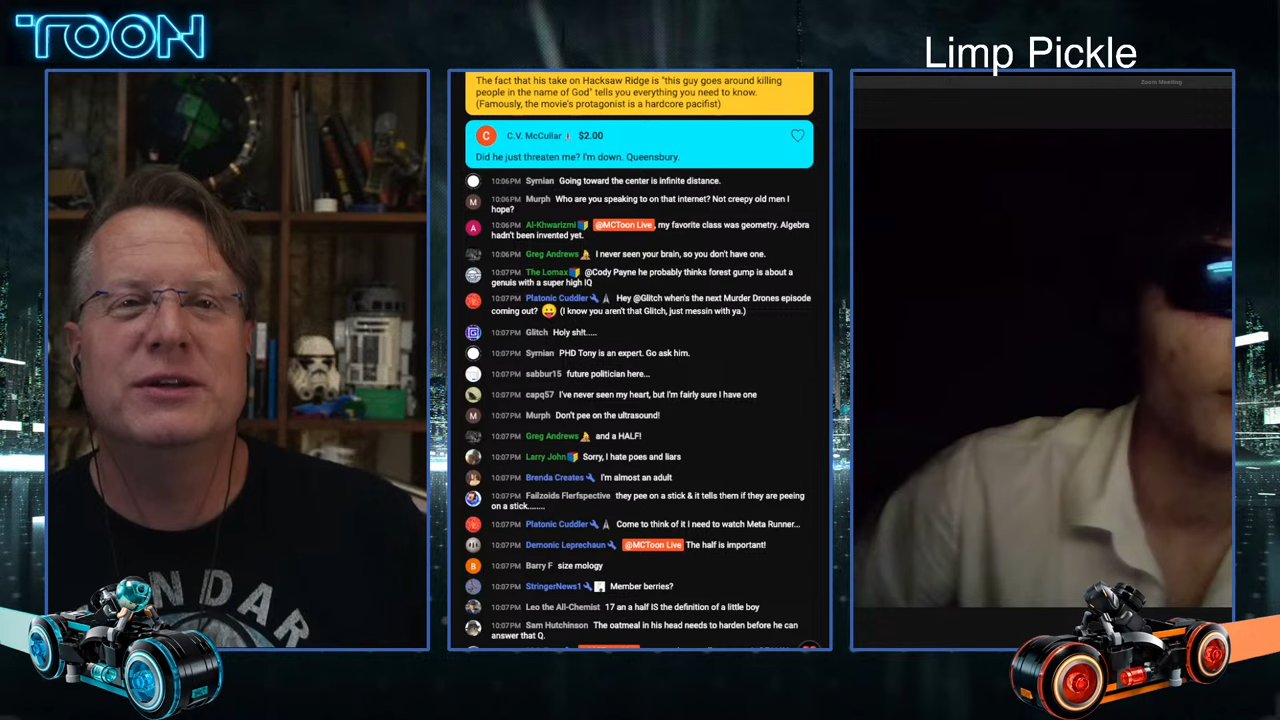 TOON
Limp Pickle
Zoom Meeting
The fact that his take on Hacksaw Ridge is "this guy goes around killing
people in the name of God" tells you everything you need to know.
(Famously, the movie's protagonist is a hardcore pacifist)
C C.V. McCullar $2.00
Did he just threaten me? I'm down. Queensbury.
10:06PM Syrnian Going toward the center is infinite distance.
M 10:06PM Murph Who are you speaking to on that internet? Not creepy old men I
hope?
A 10:06PM Al-Khwarizmi @MCToon Live, my favorite class was geometry. Algebra
hadn't been invented yet.
10:06PM Greg Andrews I never seen your brain, so you don't have one.
10:07PM The Lomax @Cody Payne he probably thinks forest gump is about a
genuis with a super high IQ
10:07PM Platonic Cuddler Hey @Glitch when's the next Murder Drones episode
coming out? 😛 (I know you aren't that Glitch, just messin with ya.)
10:07PM Glitch Holy sh!t.....
10:07PM Syrnian PHD Tony is an expert. Go ask him.
10:07PM sabbur15 future politician here...
10:07PM capq57 I've never seen my heart, but i'm fairly sure I have one
M 10:07PM Murph Don't pee on the ultrasound!
10:07PM Greg Andrews and a HALF!
10:07PM Larry John Sorry, I hate poes and liars
10:07PM Brenda Creates I'm almost an adult
10:07PM Failzoids Flerfspective they pee on a stick & it tells them if they are peeing
on a stick........
10:07PM Platonic Cuddler Come to think of it I need to watch Meta Runner...
10:07PM Demonic Leprechaun @MCToon Live The half is important!
B 10:07PM Barry F size mology
10:07PM StringerNews1 Member berries?
10:07PM Leo the All-Chemist 17 an a half IS the definition of a little boy
10:07PM Sam Hutchinson The oatmeal in his head needs to harden before he can
answer that Q.
NDAR